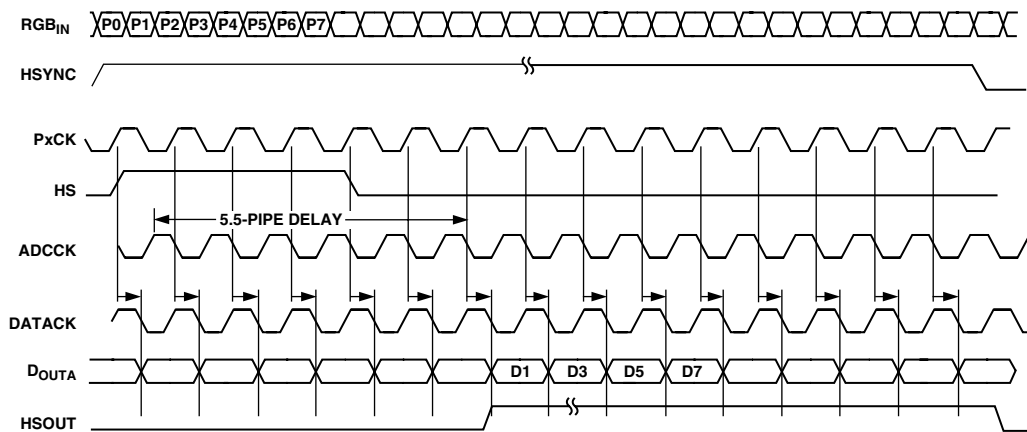 RGBIN P0 P1 P2 P3 P4 P5 P6 P7
HSYNC
PxCK
HS
5.5-PIPE DELAY
ADCCK
DATACK
DOUTA D1 D3 D5 D7
HSOUT